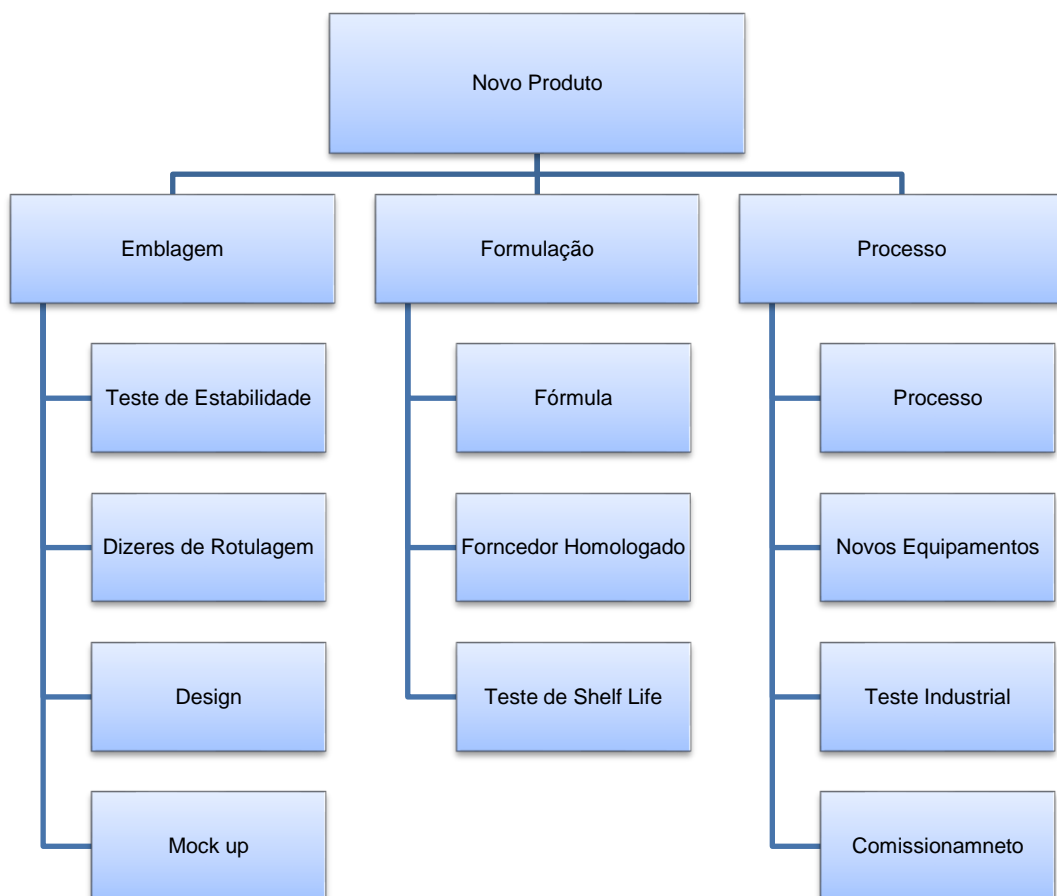 Novo Produto
Emblagem
Formulação
Processo
Teste de Estabilidade
Fórmula
Processo
Dizeres de Rotulagem
Forncedor Homologado
Novos Equipamentos
Design
Teste de Shelf Life
Teste Industrial
Mock up
Comissionamneto